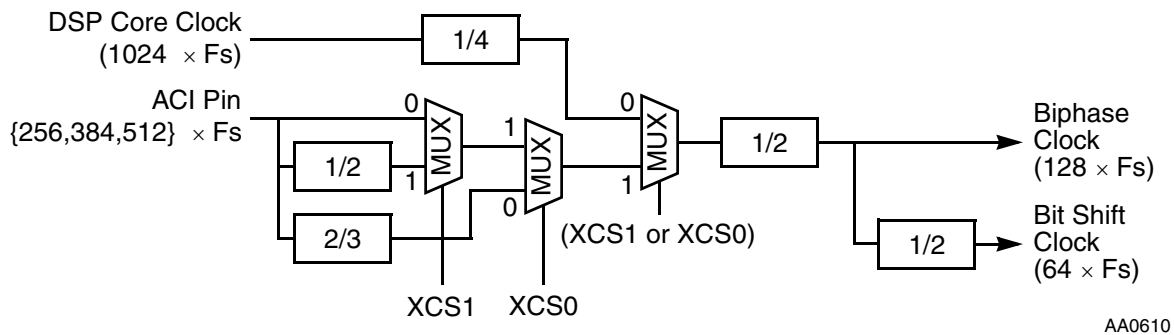 DSP Core Clock
(1024 × Fs)
1/4
ACI Pin
{256,384,512} × Fs
0
1
MUX
1/2
2/3
1
0
MUX
0
1
MUX
(XCS1 or XCS0)
1/2
Biphase
Clock
(128 × Fs)
1/2
Bit Shift
Clock
(64 × Fs)
XCS1
XCS0
AA0610